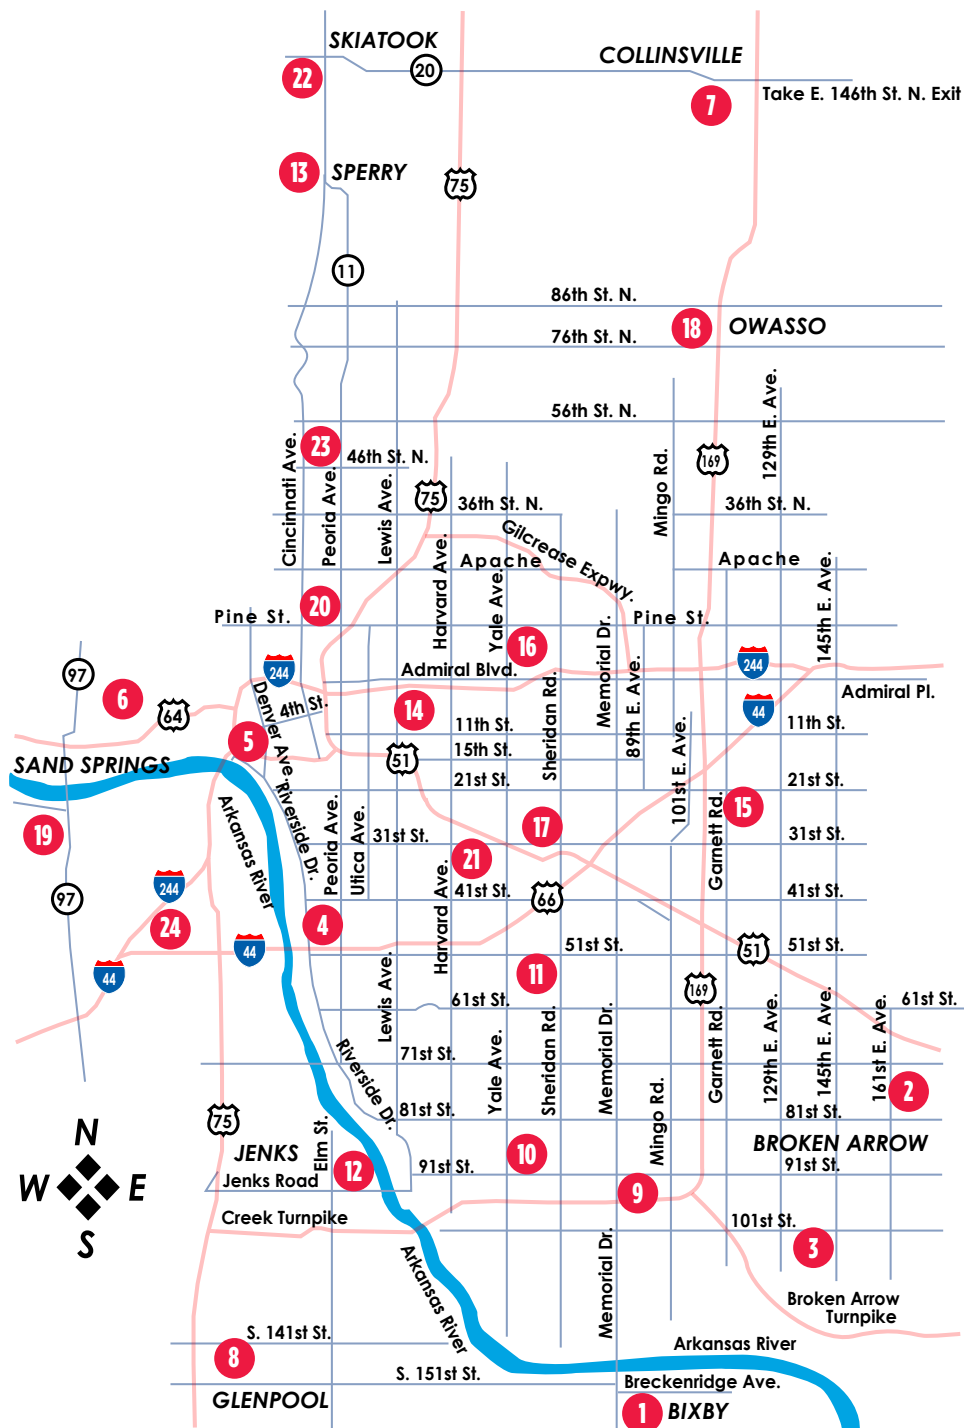 SKIATOOK
COLLINSVILLE
20
22
7
Take E. 146th St. N. Exit
13
SPERRY
75
11
86th St. N.
18
OWASSO
76th St. N.
56th St. N.
129th E. Ave.
23
46th St. N.
Cincinnati Ave.
Peoria Ave.
Lewis Ave.
Mingo Rd.
169
75
36th St. N.
36th St. N.
Gilcrease Expwy.
Harvard Ave.
Apache
Apache
Yale Ave.
145th E. Ave.
20
Pine St.
Pine St.
16
Memorial Dr.
97
6
244
Admiral Blvd.
244
Admiral Pl.
64
Denver Ave.
4th St.
14
Sheridan Rd.
89th E. Ave.
44
11th St.
11th St.
5
15th St.
101st E. Ave.
SAND SPRINGS
51
21st St.
21st St.
Arkansas River
Riverside Dr.
Peoria Ave.
Utica Ave.
19
17
15
Garnett Rd.
31st St.
31st St.
21
244
41st St.
41st St.
97
66
Harvard Ave.
24
4
44
44
51st St.
51
51st St.
11
Lewis Ave.
169
61st St.
61st St.
Yale Ave.
Sheridan Rd.
Memorial Dr.
Garnett Rd.
129th E. Ave.
145th E. Ave.
161st E. Ave.
71st St.
Riverside Dr.
2
Mingo Rd.
81st St.
81st St.
75
N
W
E
S
JENKS
Elm St.
12
10
BROKEN ARROW
91st St.
91st St.
Jenks Road
9
Creek Turnpike
101st St.
3
Arkansas River
Memorial Dr.
Broken Arrow
Turnpike
S. 141st St.
Arkansas River
8
S. 151st St.
Breckenridge Ave.
GLENPOOL
1
BIXBY